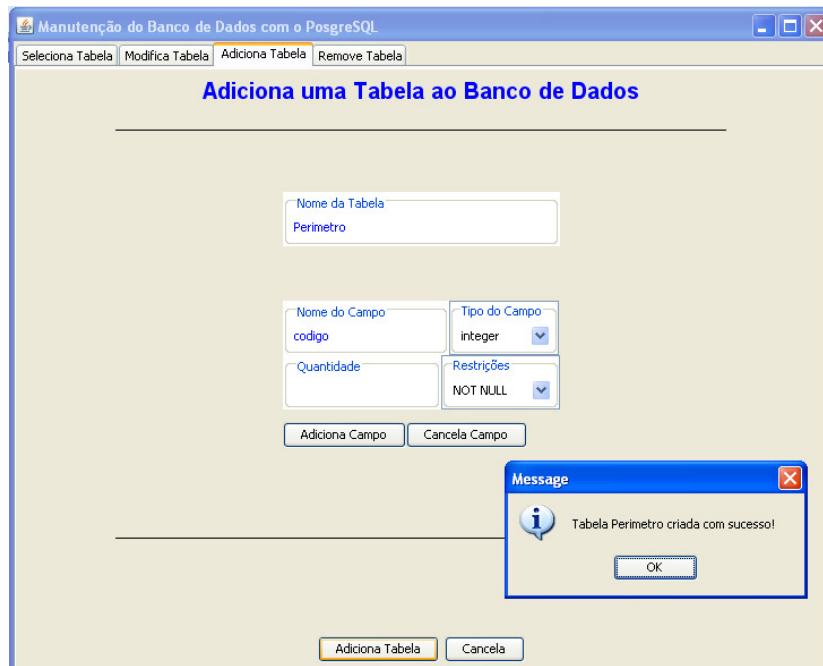 Manutenção do Banco de Dados com o PosgreSQL
Seleciona Tabela Modifica Tabela Adiciona Tabela Remove Tabela
Adiciona uma Tabela ao Banco de Dados
Nome da Tabela
Perimetro
Nome do Campo Tipo do Campo
codigo integer
Quantidade Restrições
NOT NULL
Adiciona Campo Cancela Campo
Message
Tabela Perimetro criada com sucesso!
OK
Adiciona Tabela Cancela